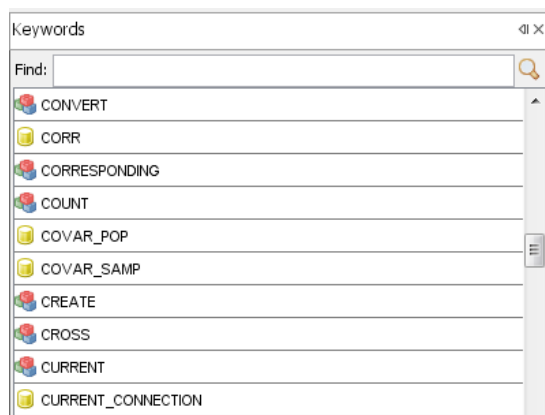 Keywords
Find:
CONVERT
CORR
CORRESPONDING
COUNT
COVAR_POP
COVAR_SAMP
CREATE
CROSS
CURRENT
CURRENT_CONNECTION